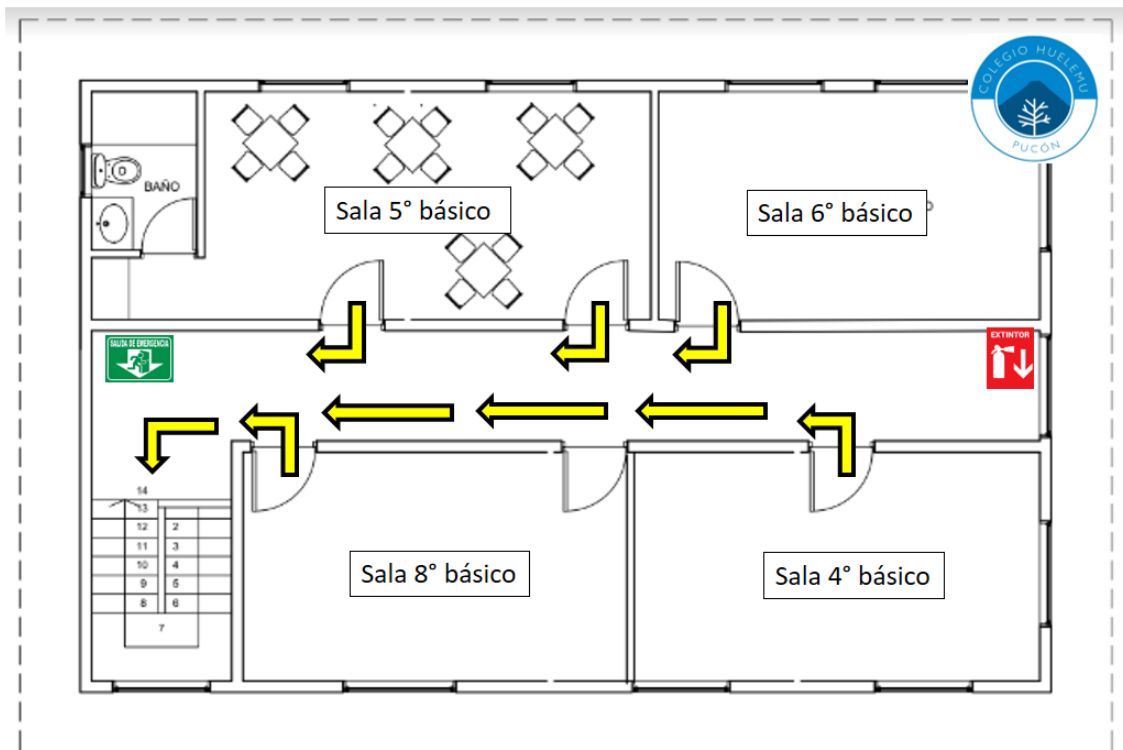 COLEGIO HUELEMU
PUCÓN
BAÑO
Sala 5° básico
Sala 6° básico
SALIDA DE EMERGENCIA
EXTINTOR
14
13
12 2
11 3
10 4
9 5
8 6
7
Sala 8° básico
Sala 4° básico